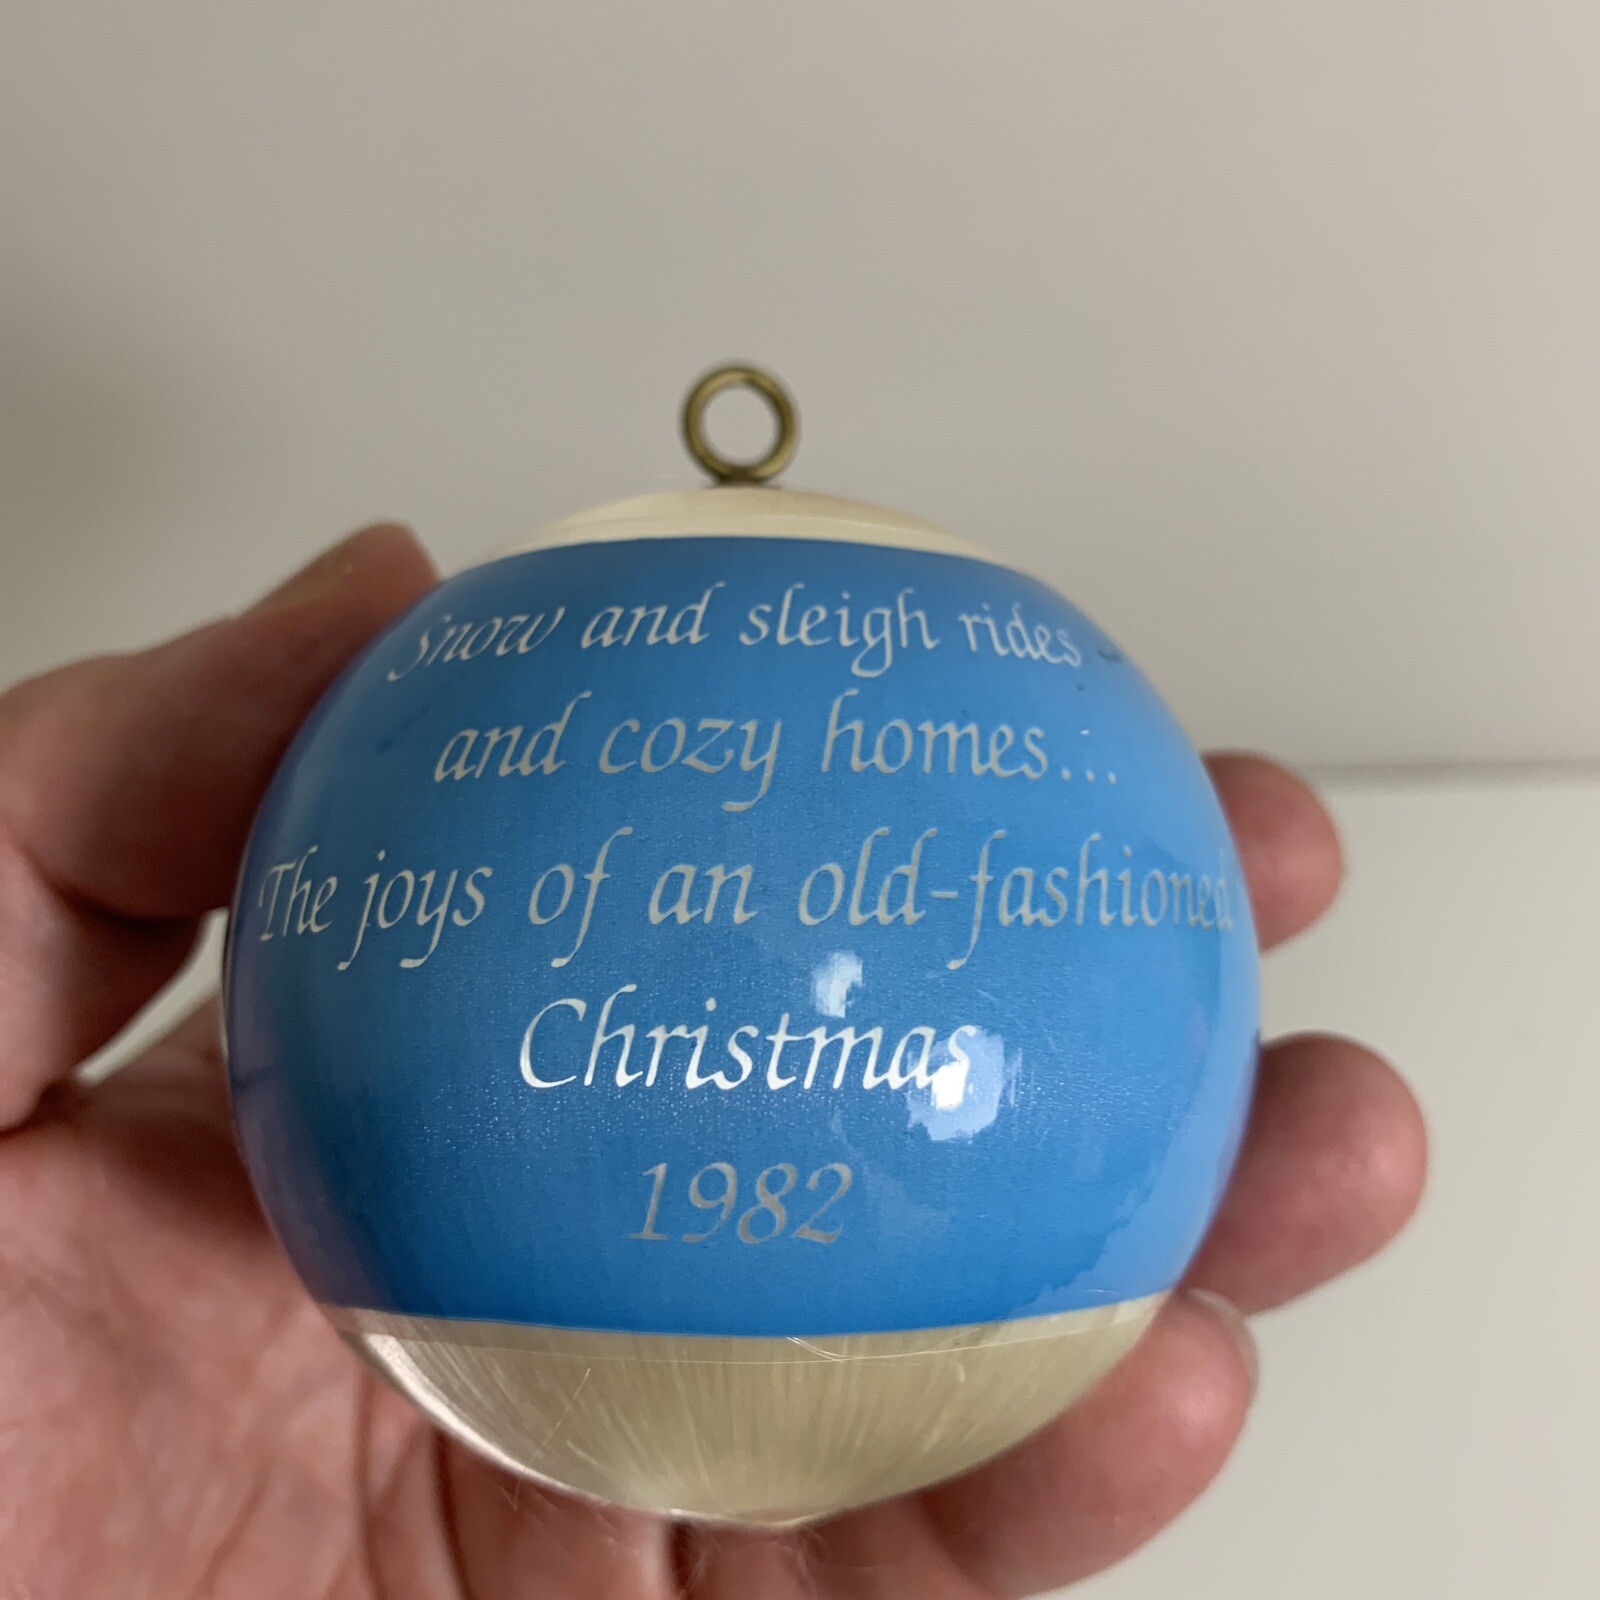 Snow and sleigh rides
and cozy homes...
The joys of an old-fashioned
Christmas
1982